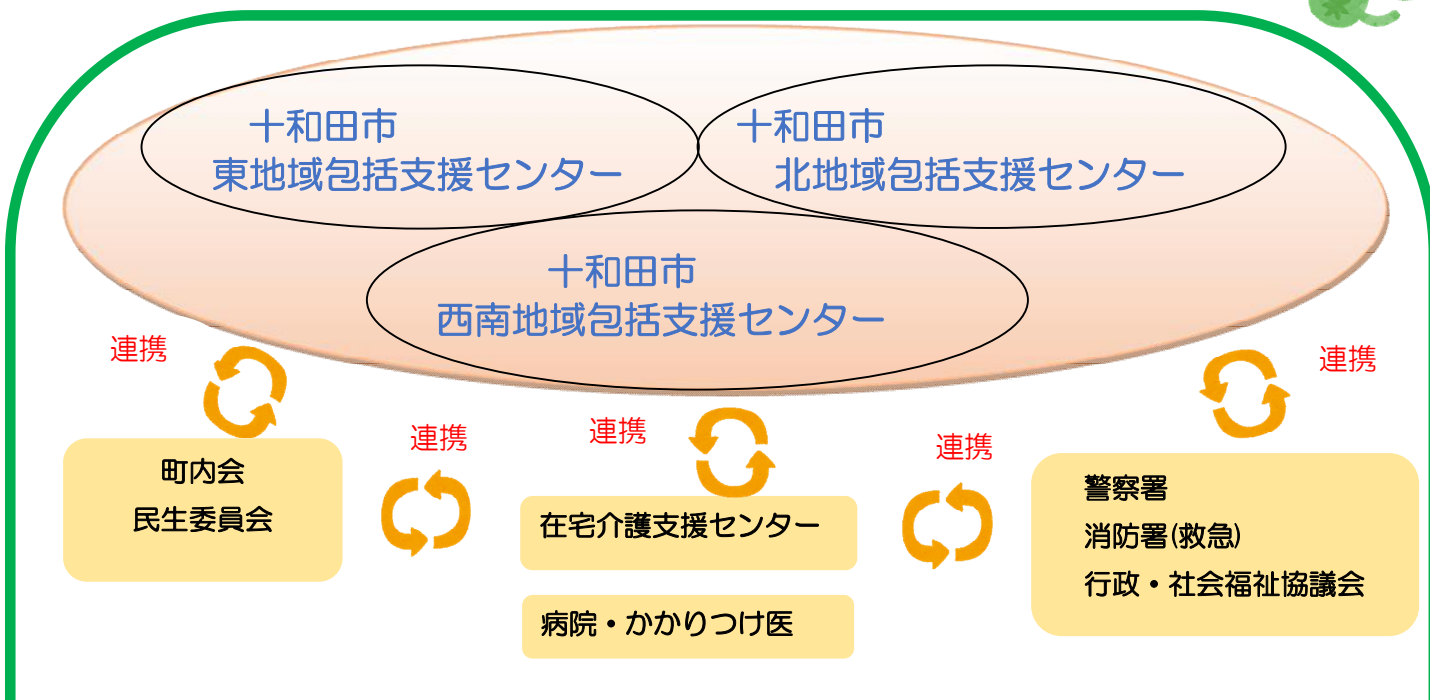 十和田市
東地域包括支援センター
十和田市
北地域包括支援センター
十和田市
西南地域包括支援センター
連携
連携
連携
連携
連携
町内会
民生委員会
在宅介護支援センター
病院・かかりつけ医
警察署
消防署(救急)
行政・社会福祉協議会